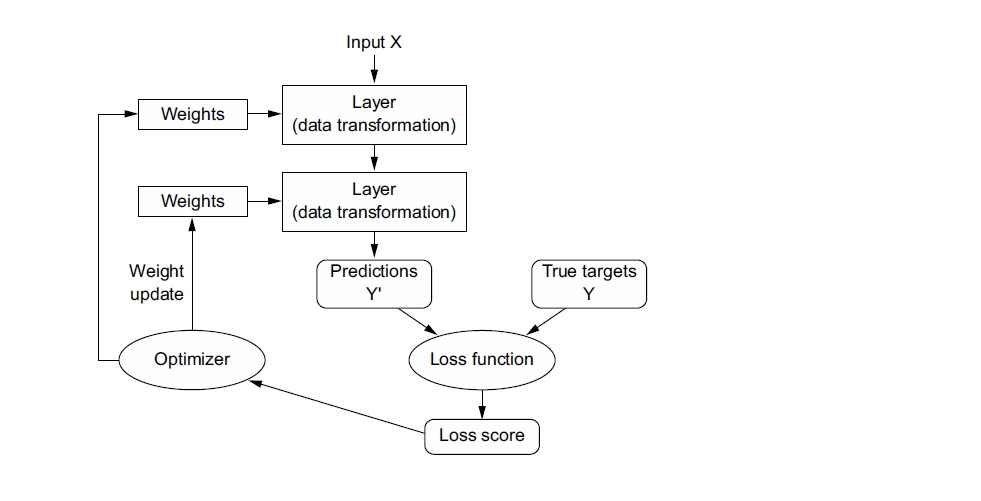 Input X
Weights
Layer
(data transformation)
Weights
Layer
(data transformation)
Weight
update
Predictions
Y'
True targets
Y
Optimizer
Loss function
Loss score